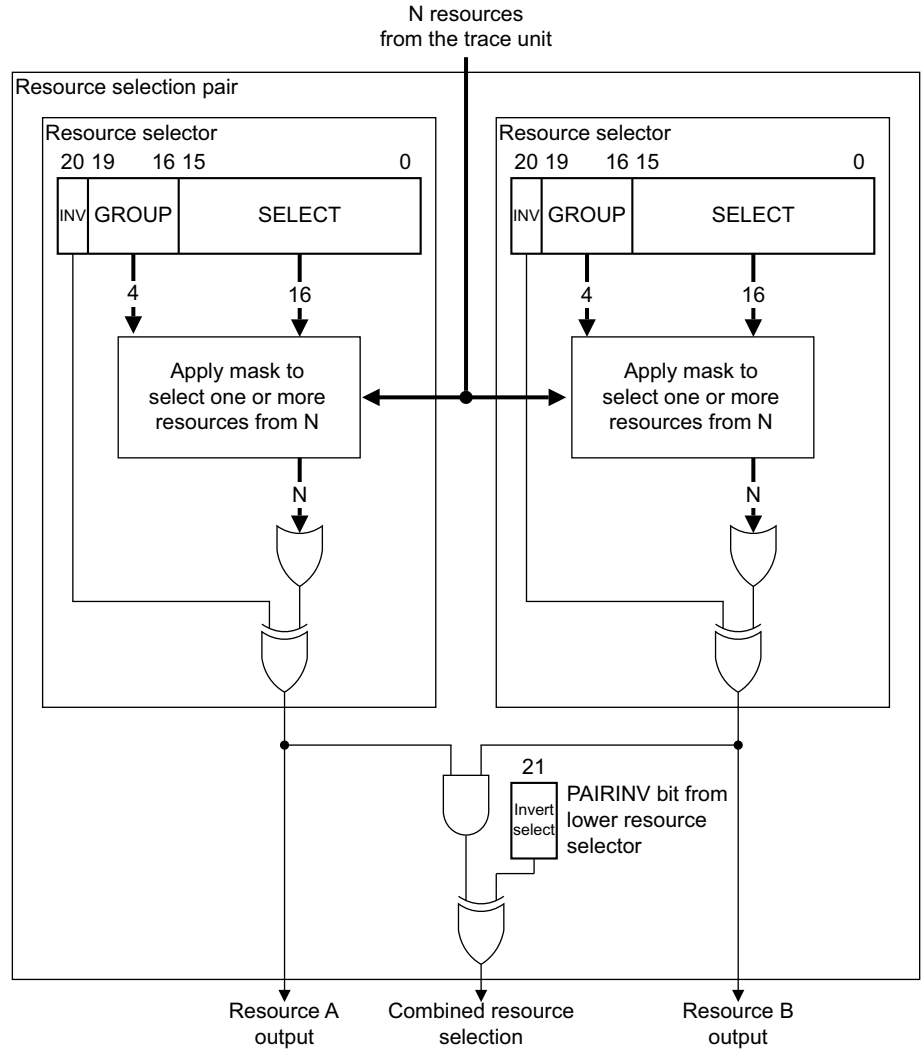 N resources
from the trace unit
Resource selection pair
Resource selector
20 19 16 15 0
INV GROUP SELECT
4 16
Apply mask to
select one or more
resources from N
N
Resource selector
20 19 16 15 0
INV GROUP SELECT
4 16
Apply mask to
select one or more
resources from N
N
21
Invert
select
PAIRINV bit from
lower resource
selector
Resource A
output
Combined resource
selection
Resource B
output